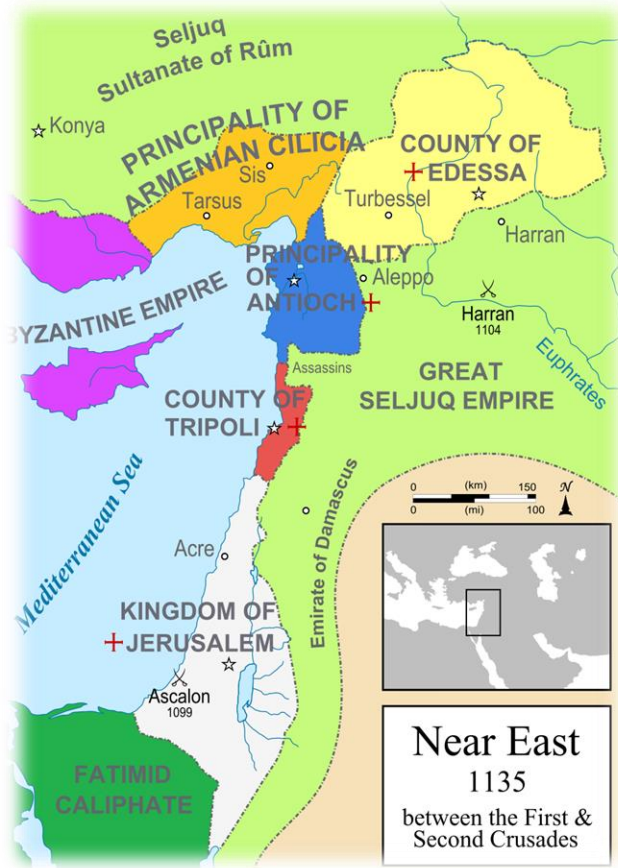 Seljuq
Sultanate of Rûm
Konya
PRINCIPALITY OF
ARMENIAN CILICIA
Sis
Tarsus
COUNTY OF
EDESSA
Turbessel
Harran
PRINCIPALITY
OF
ANTIOCH
Aleppo
Harran
1104
BYZANTINE EMPIRE
Euphrates
Assassins
GREAT
SELJUQ EMPIRE
COUNTY OF
TRIPOLI
Mediterranean Sea
0 (km) 150
0 (mi) 100
N
Emirate of Damascus
Acre
KINGDOM OF
JERUSALEM
Ascalon
1099
FATIMID
CALIPHATE
Near East
1135
between the First &
Second Crusades